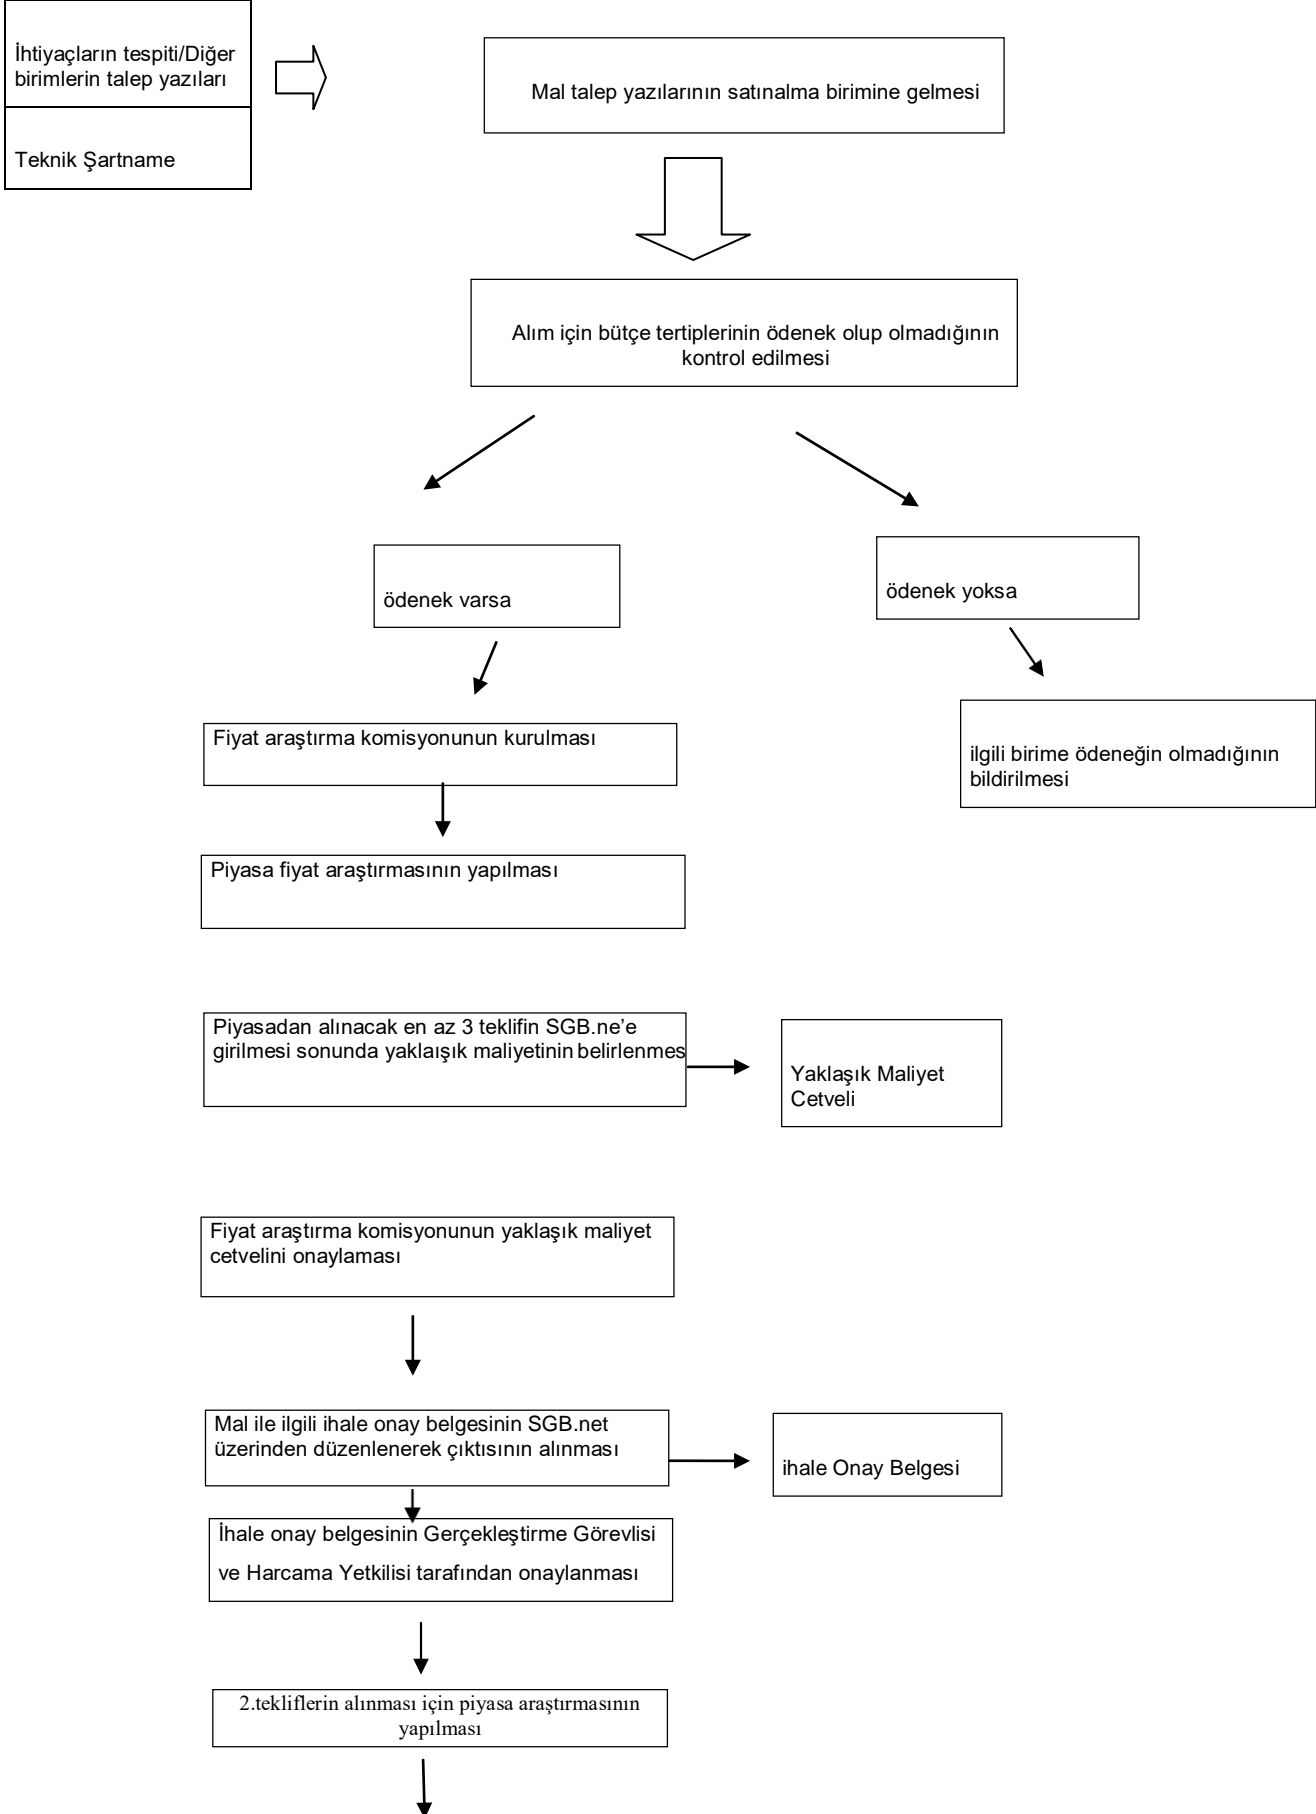 İhtiyaçların tespiti/Diğer
birimlerin talep yazıları
Teknik Şartname
Mal talep yazılarının satınalma birimine gelmesi
Alım için bütçe tertiplerinin ödenek olup olmadığının
kontrol edilmesi
ödenek varsa
ödenek yoksa
Fiyat araştırma komisyonunun kurulması
ilgili birime ödeneğin olmadığının
bildirilmesi
Piyasa fiyat araştırmasının yapılması
Piyasadan alınacak en az 3 teklifin SGB.ne’e
girilmesi sonunda yaklaışık maliyetinin belirlenmes
Yaklaşık Maliyet
Cetveli
Fiyat araştırma komisyonunun yaklaşık maliyet
cetvelini onaylaması
Mal ile ilgili ihale onay belgesinin SGB.net
üzerinden düzenlenerek çıktısının alınması
ihale Onay Belgesi
İhale onay belgesinin Gerçekleştirme Görevlisi
ve Harcama Yetkilisi tarafından onaylanması
2.tekliflerin alınması için piyasa araştırmasının
yapılması